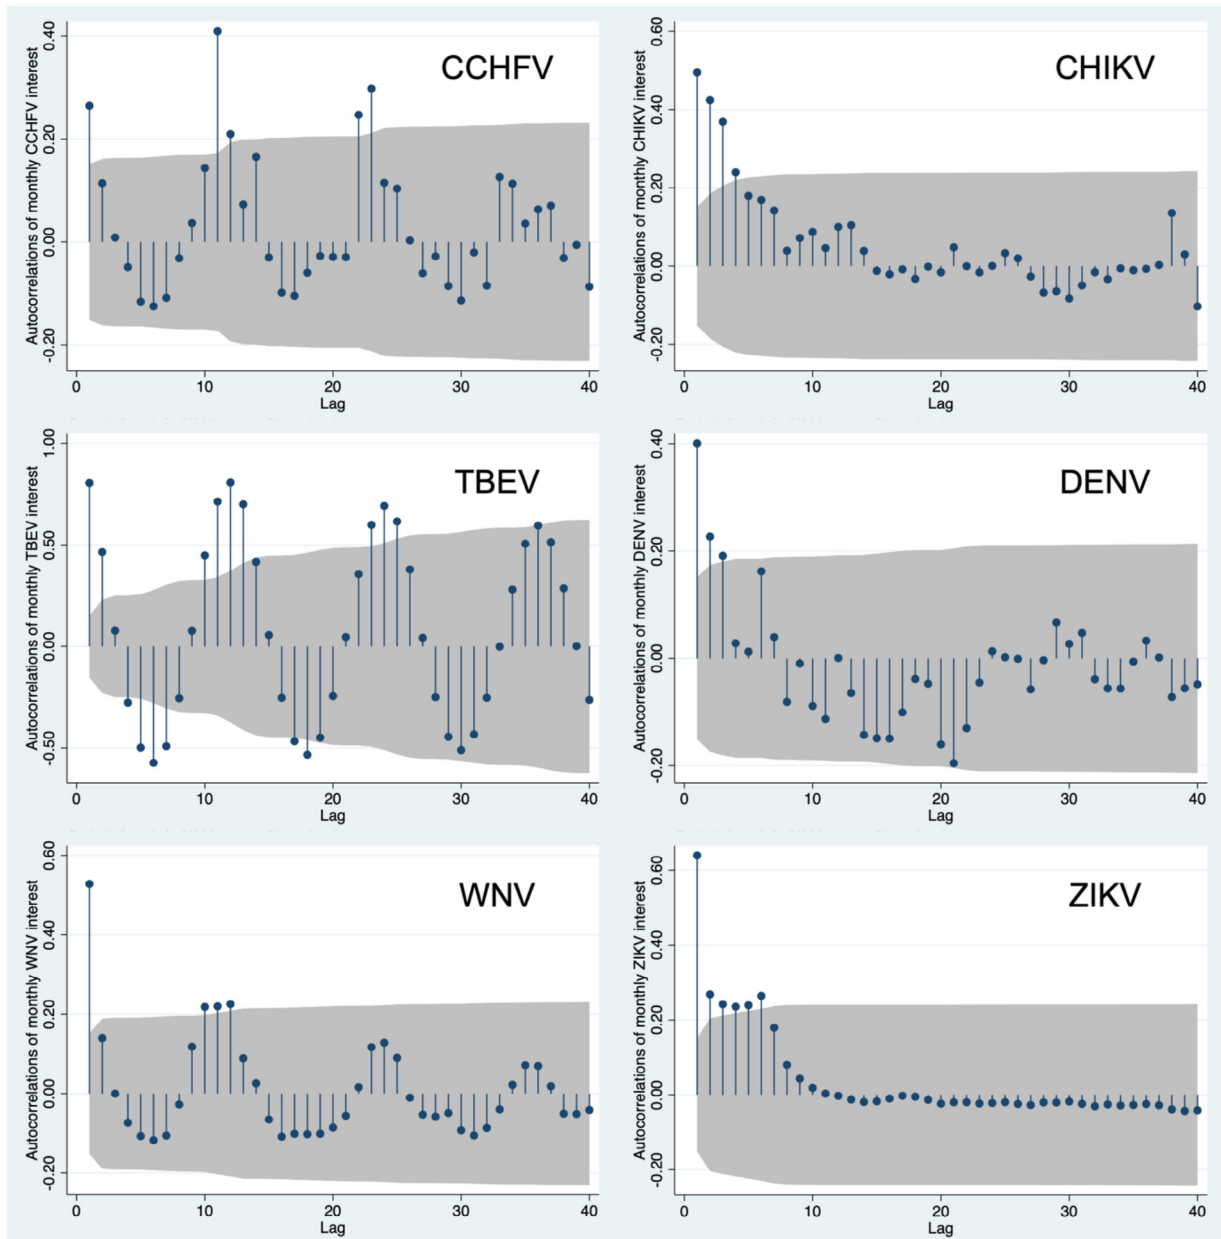 CCHFV
Autocorrelations of monthly CCHFV interest
0.40
0.20
0.00
-0.20
0 10 20 30 40
Lag
CHIKV
Autocorrelations of monthly CHIKV interest
0.60
0.40
0.20
0.00
-0.20
0 10 20 30 40
Lag
TBEV
Autocorrelations of monthly TBEV interest
1.00
0.50
0.00
-0.50
0 10 20 30 40
Lag
DENV
Autocorrelations of monthly DENV interest
0.40
0.20
0.00
-0.20
0 10 20 30 40
Lag
WNV
Autocorrelations of monthly WNV interest
0.60
0.40
0.20
0.00
-0.20
0 10 20 30 40
Lag
ZIKV
Autocorrelations of monthly ZIKV interest
0.60
0.40
0.20
0.00
-0.20
0 10 20 30 40
Lag